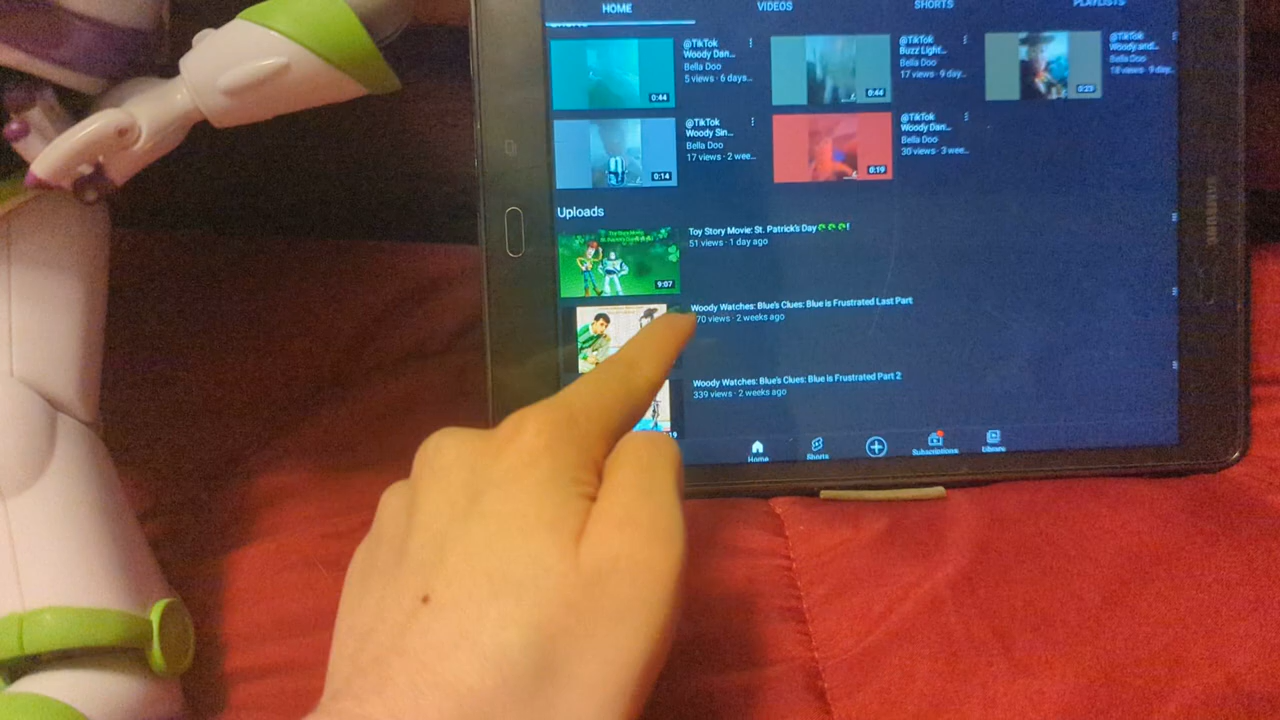 HOME
VIDEOS
SHORTS
PLAYLISTS
@TikTok
Woody Dan...
Bella Doo
5 views · 6 days...
0:44
@TikTok
Buzz Light...
Bella Doo
17 views · 9 day...
0:44
@TikTok
Woody and...
Bella Doo
18 views · 9 day...
0:23
@TikTok
Woody Sin...
Bella Doo
17 views · 2 wee...
0:14
@TikTok
Woody Dan...
Bella Doo
30 views · 3 wee...
0:19
Uploads
Toy Story Movie: St. Patrick's Day
51 views · 1 day ago
9:07
Woody Watches: Blue's Clues: Blue is Frustrated Last Part
70 views · 2 weeks ago
Woody Watches: Blue's Clues: Blue is Frustrated Part 2
339 views · 2 weeks ago
Home
Shorts
Subscriptions
Library
SAMSUNG